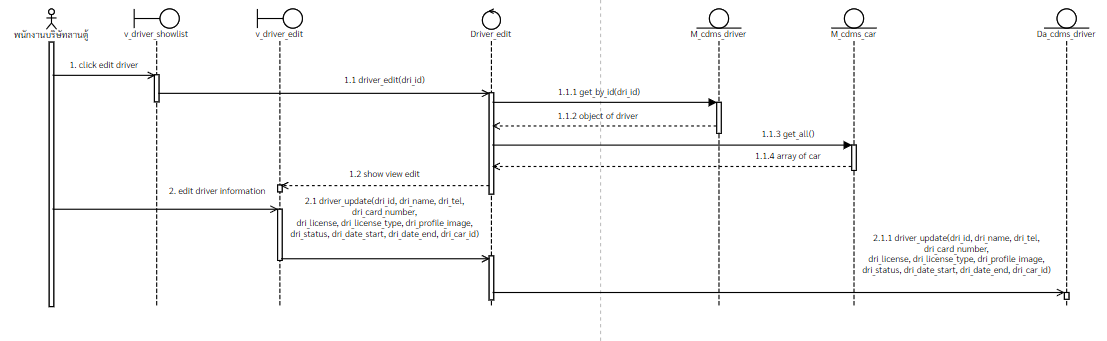 พนักงานบริษัทลานตู้
v_driver_showlist
v_driver_edit
Driver_edit
M_cdms_driver
M_cdms_car
Da_cdms_driver
1. click edit driver
1.1 driver_edit(dri_id)
1.1.1 get_by_id(dri_id)
1.1.2 object of driver
1.1.3 get_all()
1.1.4 array of car
1.2 show view edit
2. edit driver information
2.1 driver_update(dri_id, dri_name, dri_tel,
dri_card_number,
dri_license, dri_license_type, dri_profile_image,
dri_status, dri_date_start, dri_date_end, dri_car_id)
2.1.1 driver_update(dri_id, dri_name, dri_tel,
dri_card_number,
dri_license, dri_license_type, dri_profile_image,
dri_status, dri_date_start, dri_date_end, dri_car_id)